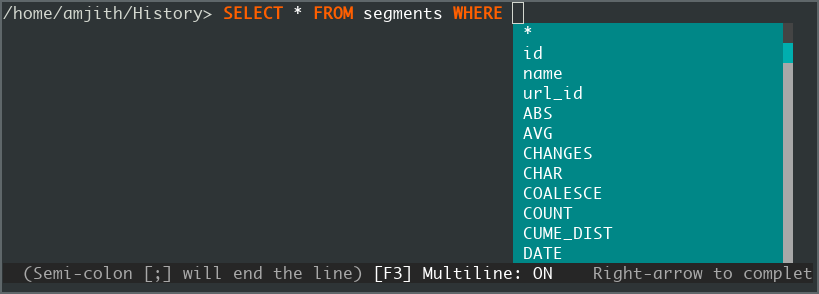 /home/amjith/History> SELECT * FROM segments WHERE
*
id
name
url_id
ABS
AVG
CHANGES
CHAR
COALESCE
COUNT
CUME_DIST
DATE
(Semi-colon [;] will end the line) [F3] Multiline: ON Right-arrow to complet